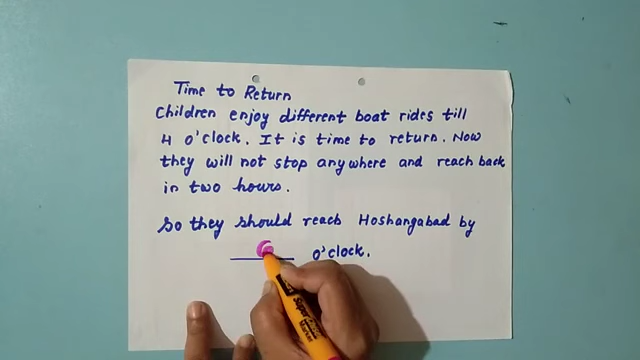 Time to Return
Children enjoy different boat rides till
4 o'clock. It is time to return. Now
they will not stop anywhere and reach back
in two hours.
So they should reach Hoshangabad by
6 o'clock.